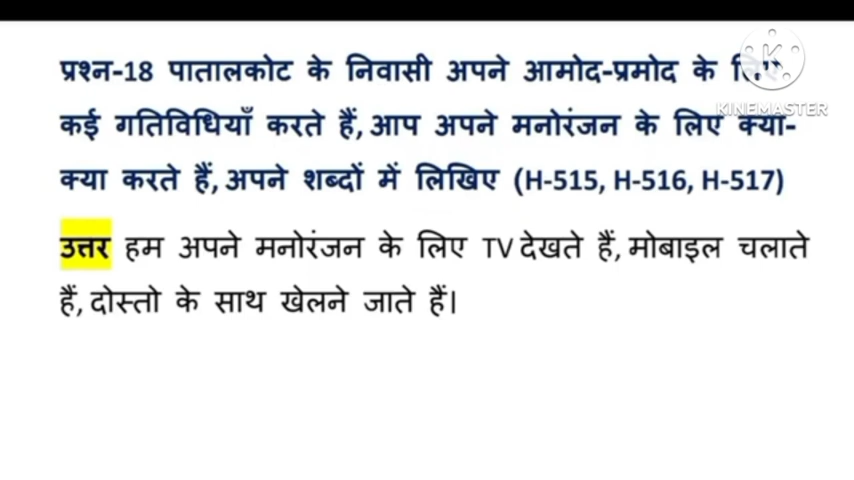 प्रश्न-18 पातालकोट के निवासी अपने आमोद-प्रमोद के लिए
कई गतिविधियाँ करते हैं, आप अपने मनोरंजन के लिए क्या-
क्या करते हैं, अपने शब्दों में लिखिए (H-515, H-516, H-517)
उत्तर हम अपने मनोरंजन के लिए TV देखते हैं, मोबाइल चलाते
हैं, दोस्तो के साथ खेलने जाते हैं।
KINEMASTER